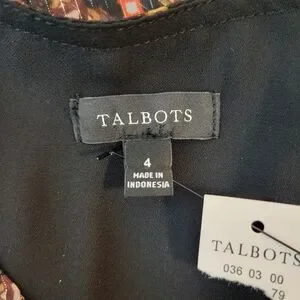 TALBOTS
4
MADE IN
INDONESIA
TALBOTS
036 03 00
79